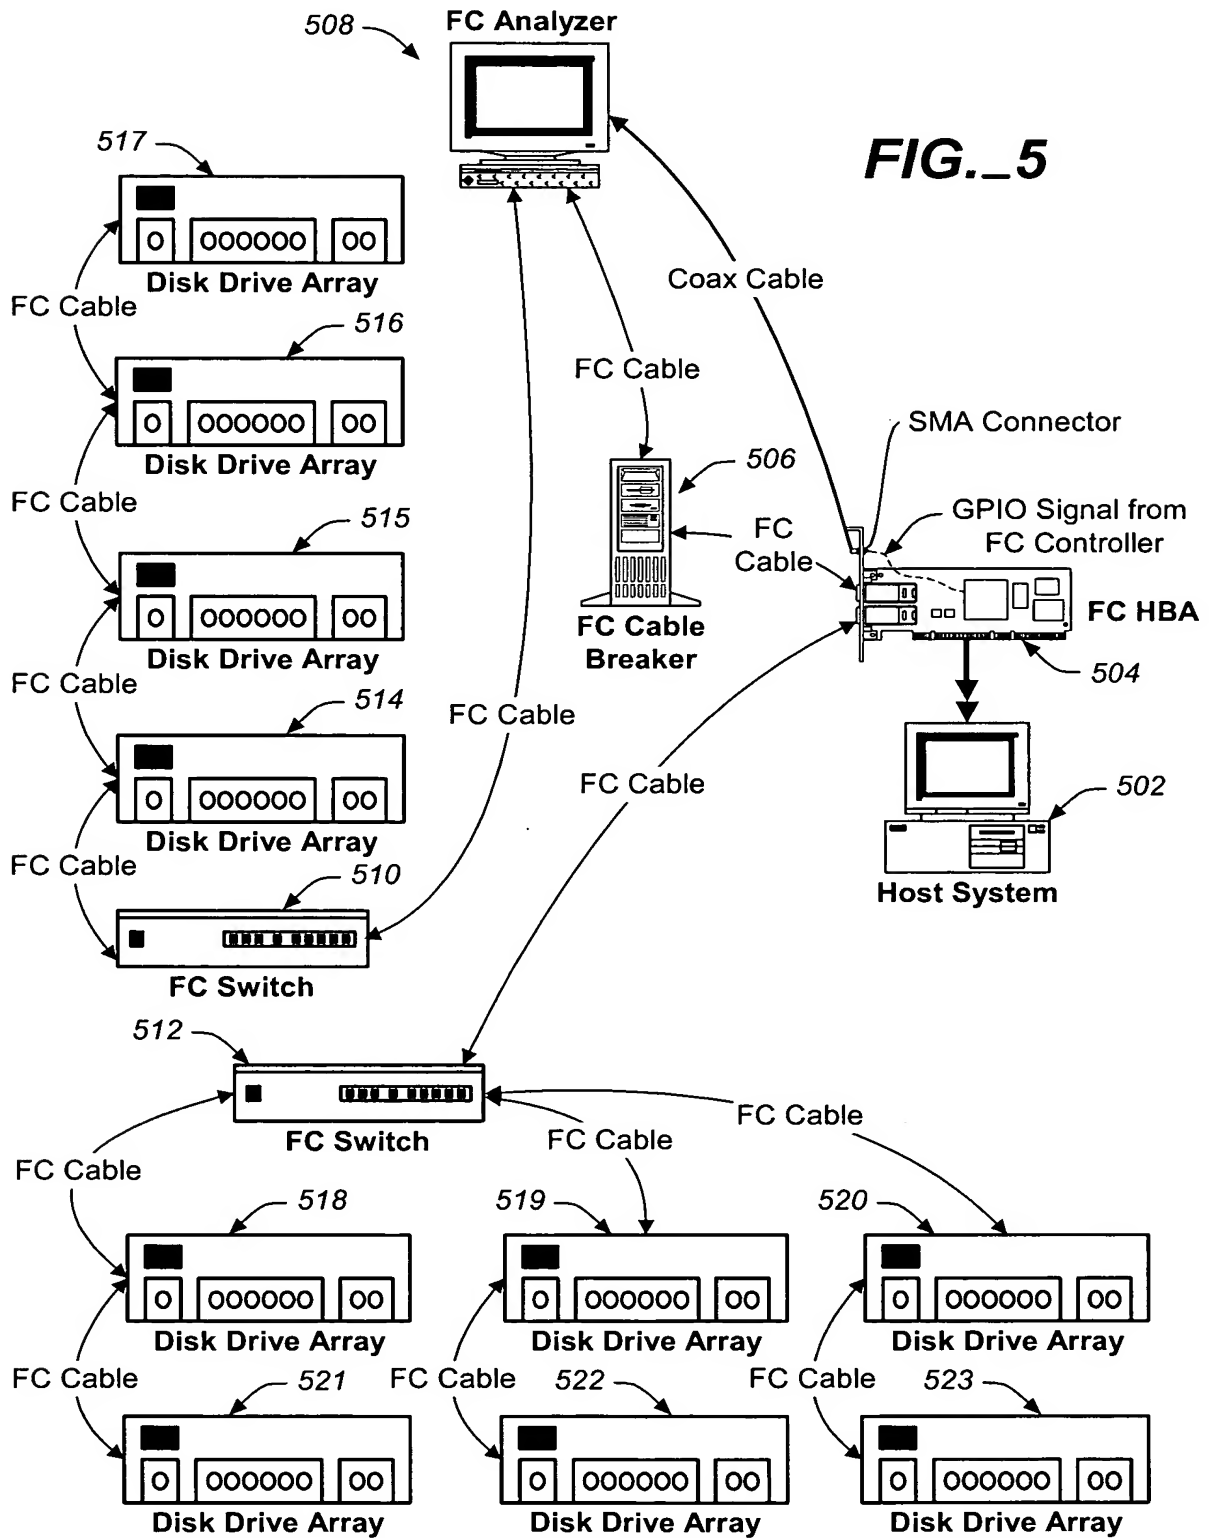 FC Analyzer
508
FIG._5
517
Disk Drive Array
FC Cable
Coax Cable
516
FC Cable
Disk Drive Array
SMA Connector
506
FC Cable
GPIO Signal from
FC Controller
515
FC
Cable
Disk Drive Array
FC Cable
Breaker
FC HBA
504
FC Cable
514
FC Cable
FC Cable
502
Disk Drive Array
FC Cable
510
Host System
FC Switch
512
FC Switch
FC Cable
FC Cable
FC Cable
518
519
520
Disk Drive Array
Disk Drive Array
Disk Drive Array
FC Cable
521
FC Cable
522
FC Cable
523
Disk Drive Array
Disk Drive Array
Disk Drive Array